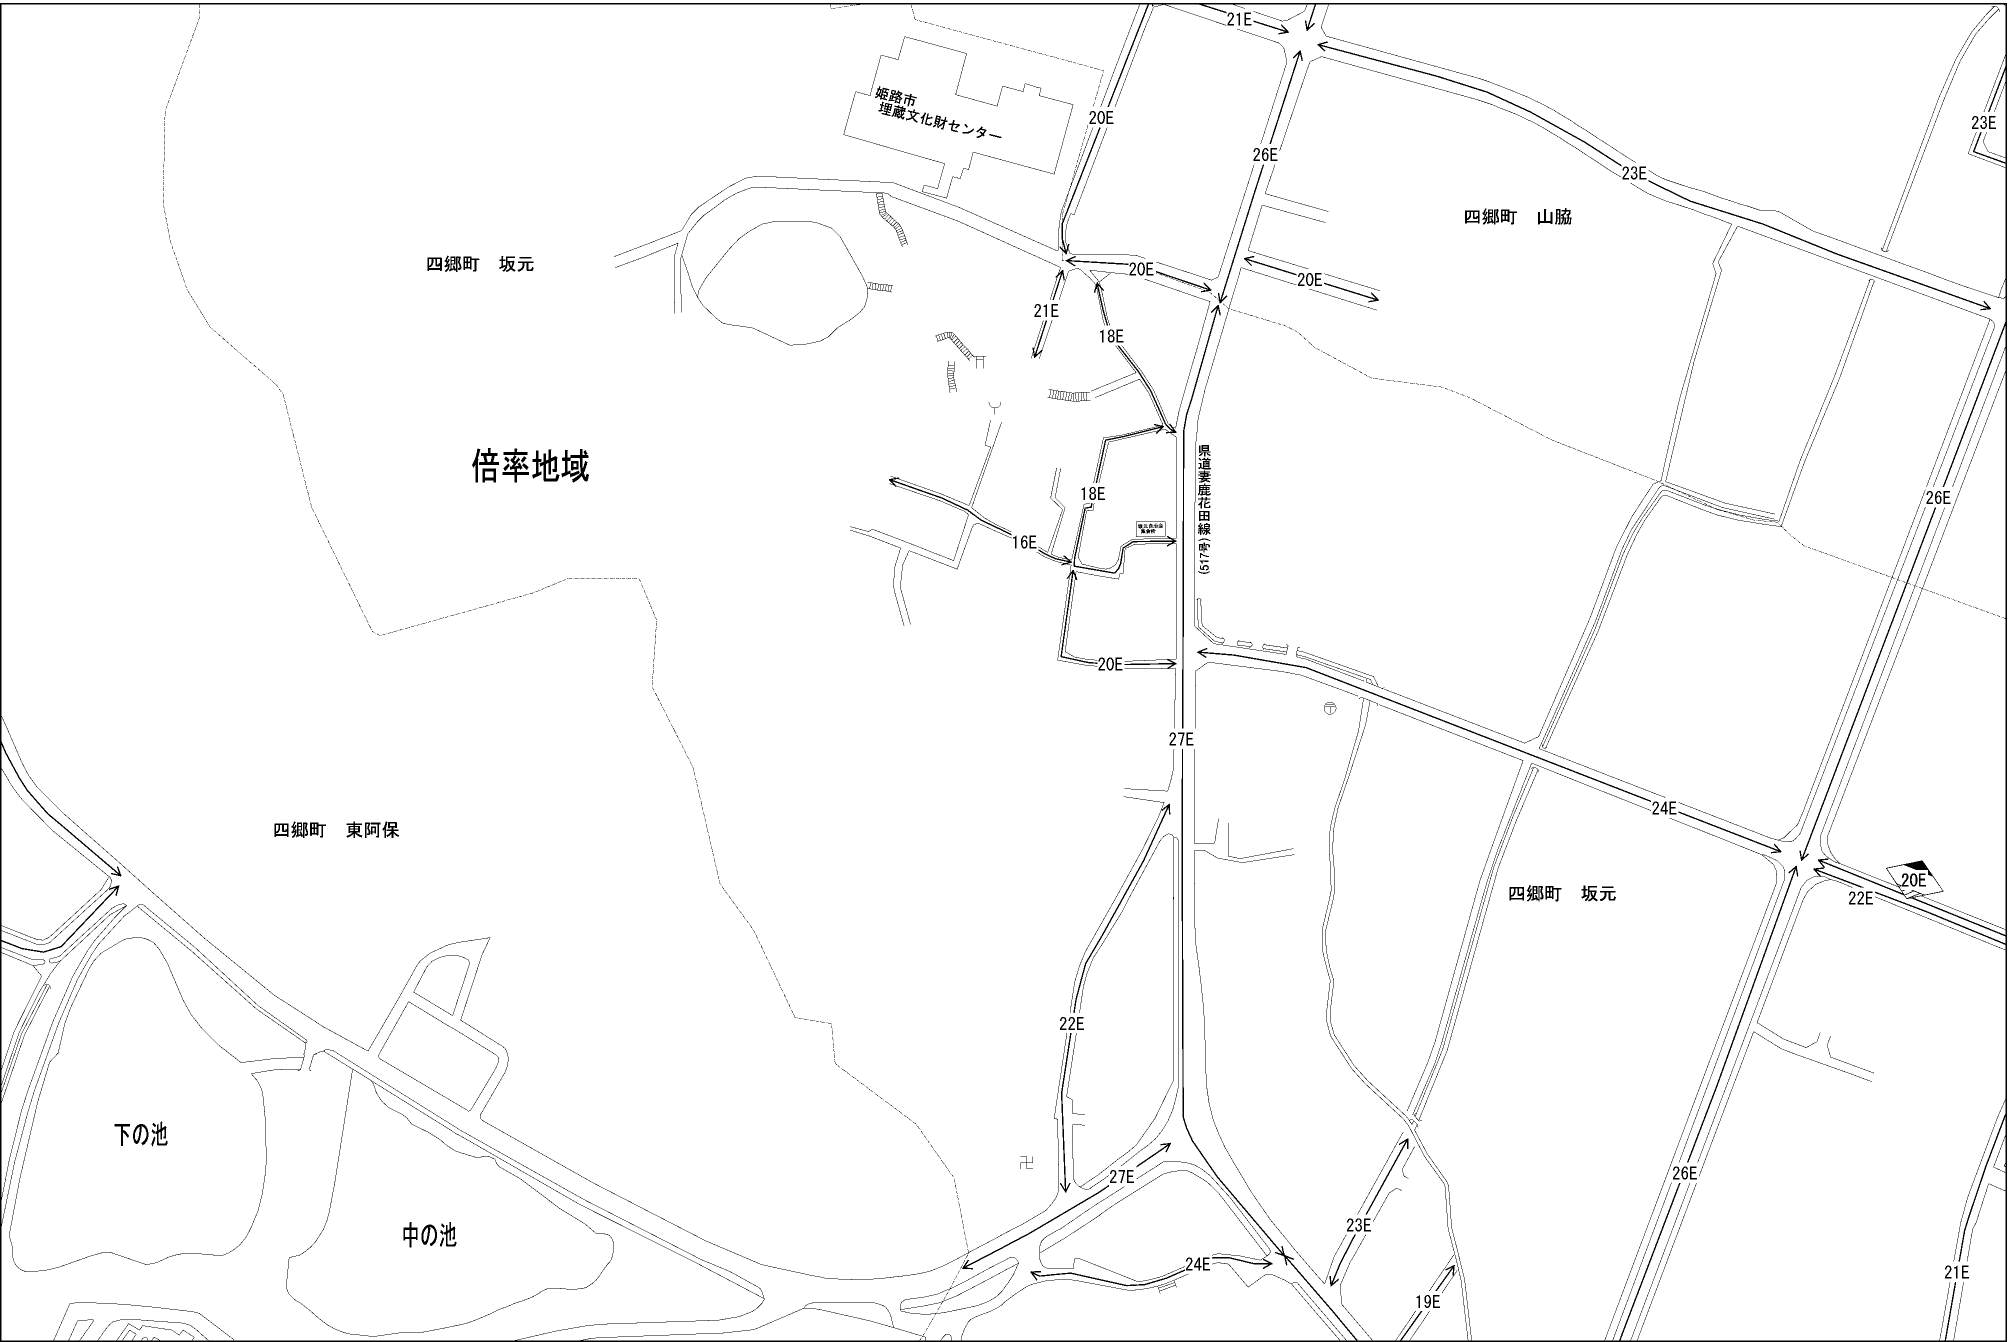 21E
姫路市
埋蔵文化財センター
20E
23E
26E
23E
四郷町　山脇
四郷町　坂元
20E
20E
21E
18E
倍率地域
県道妻鹿花田線(517号)
18E
26E
16E
20E
27E
24E
四郷町　東阿保
20E
四郷町　坂元
22E
22E
下の池
27E
26E
23E
中の池
24E
21E
19E